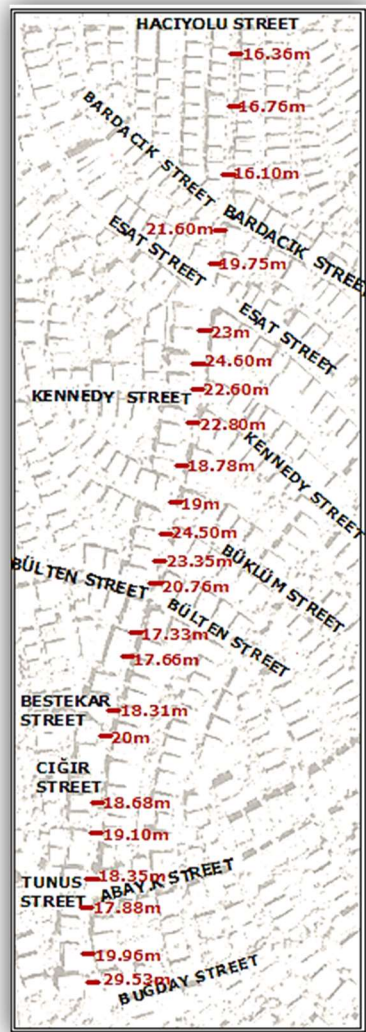 HACIYOLU STREET
16.36m
16.76m
BARDACIK STREET
16.10m
BARDACIK STREET
21.60m
ESAT STREET
19.75m
ESAT STREET
23m
24.60m
22.60m
KENNEDY STREET
22.80m
KENNEDY STREET
18.78m
19m
24.50m
BÜKLÜM STREET
23.35m
BÜLTEN STREET
20.76m
BÜLTEN STREET
17.33m
17.66m
BESTEKAR
STREET
18.31m
20m
CIĞIR
STREET
18.68m
19.10m
18.35m
TUNUS
STREET
STREET
17.88m
19.96m
29.53m
BUĞDAY STREET